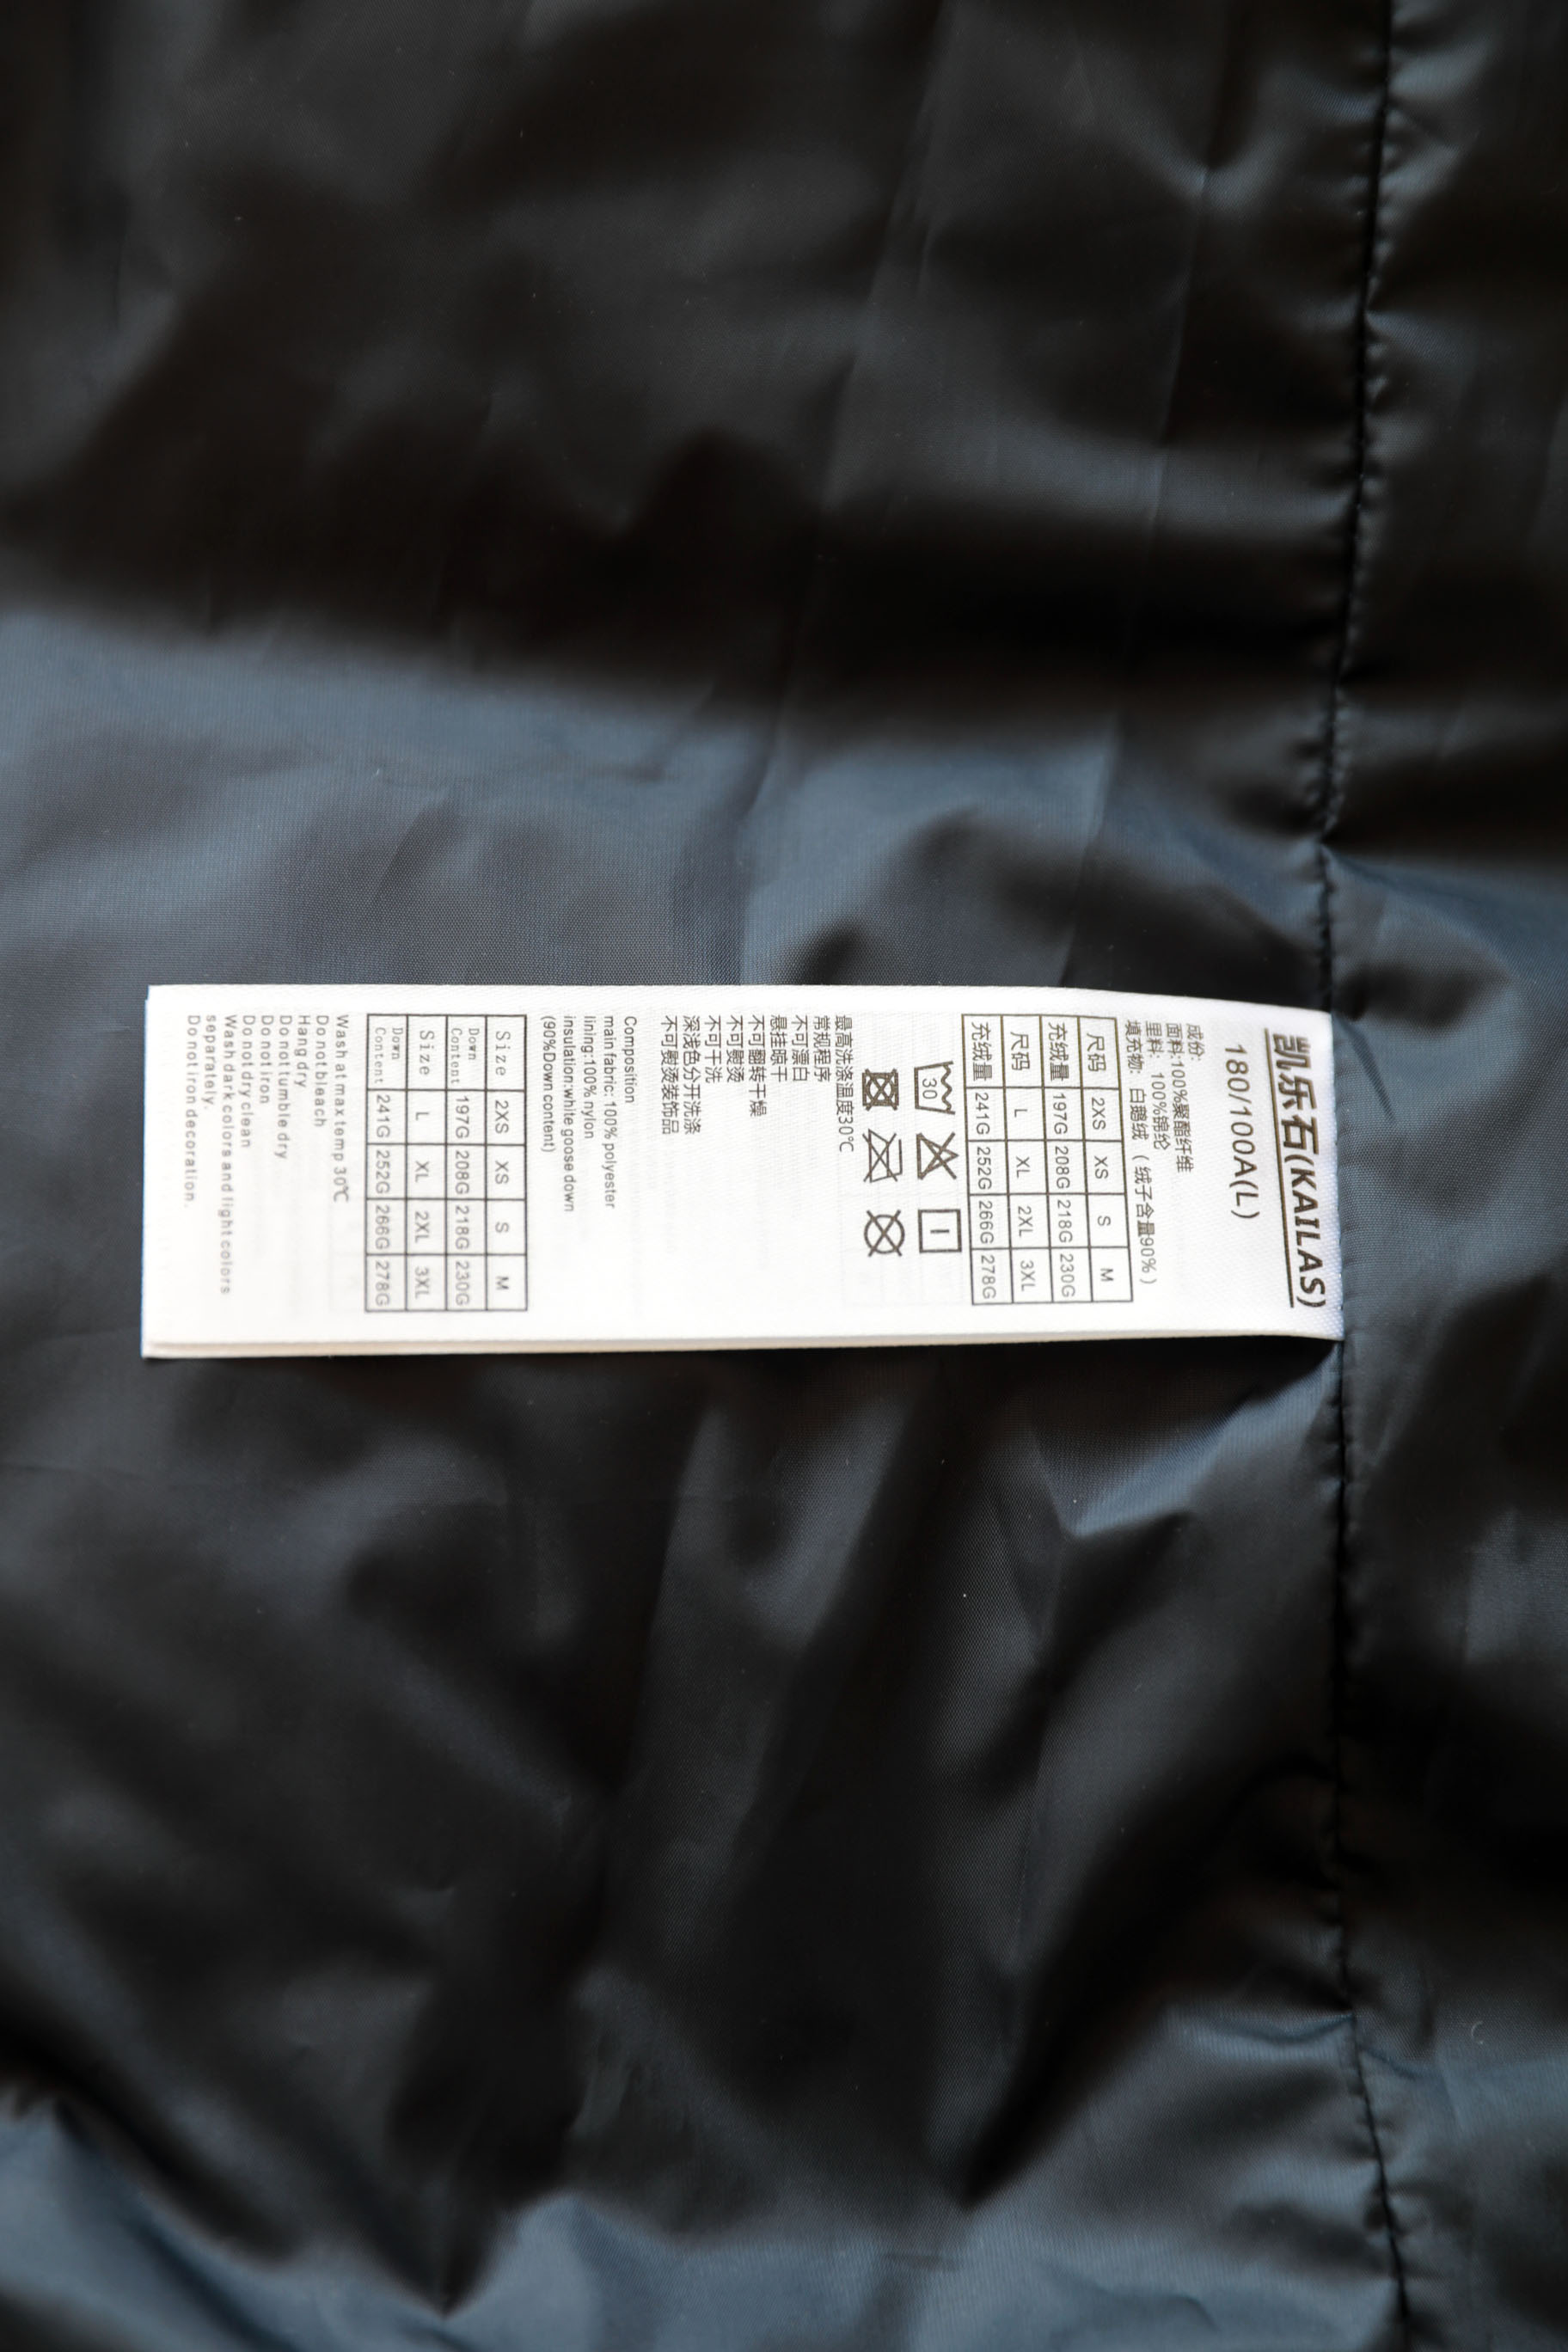 凯乐石(KAILAS)
180/100A(L)
成份:
面料:100%聚酯纤维
里料: 100%锦纶
填充物: 白鹅绒 ( 绒子含量90% )
尺码 2XS XS S M
充绒量 197G 208G 218G 230G
尺码 L XL 2XL 3XL
充绒量 241G 252G 266G 278G
30
最高洗涤温度30℃
常规程序
不可漂白
悬挂晾干
不可翻转干燥
不可熨烫
不可干洗
深浅色分开洗涤
不可熨烫装饰品
Composition
main fabric: 100% polyester
lining:100% nylon
insulation:white goose down
(90%Down content)
Size 2XS XS S M
Down Content 197G 208G 218G 230G
Size L XL 2XL 3XL
Down Content 241G 252G 266G 278G
Wash at max temp 30℃
Do not bleach
Hang dry
Do not tumble dry
Do not iron
Do not dry clean
Wash dark colors and light colors
separately.
Do not iron decoration.